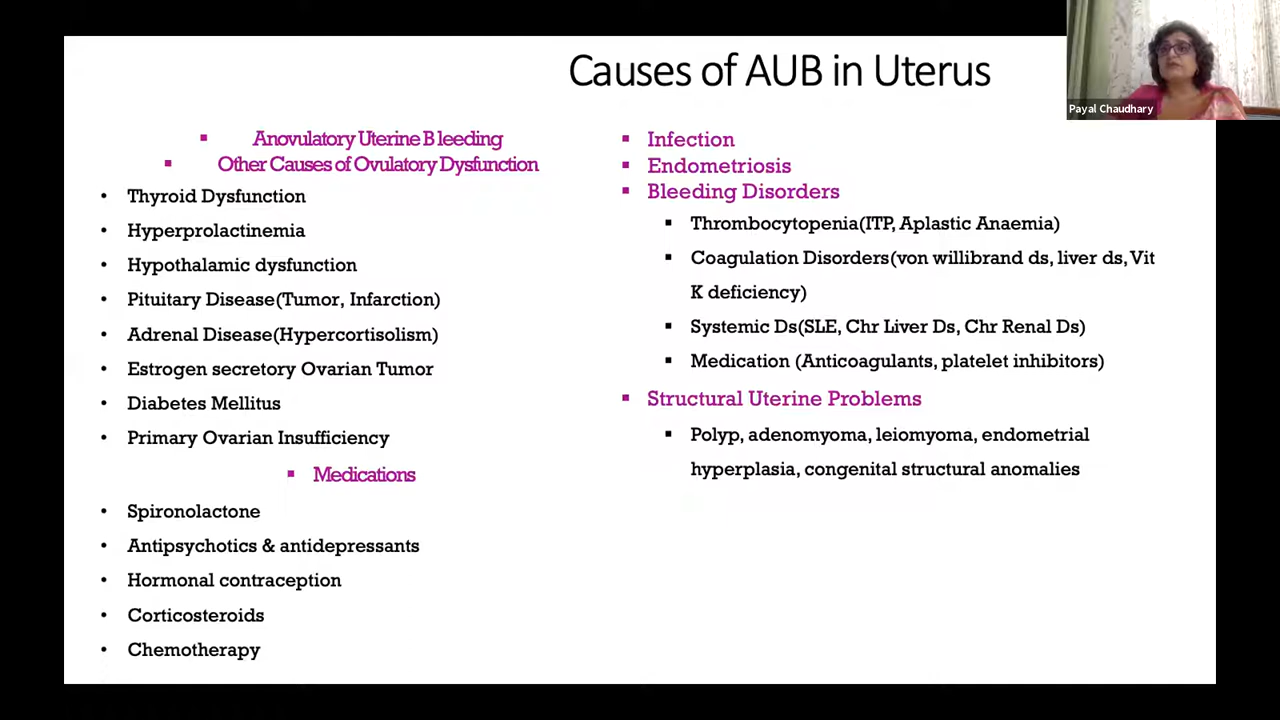 Causes of AUB in Uterus
Payal Chaudhary
▪ Anovulatory Uterine Bleeding
▪ Other Causes of Ovulatory Dysfunction
• Thyroid Dysfunction
• Hyperprolactinemia
• Hypothalamic dysfunction
• Pituitary Disease(Tumor, Infarction)
• Adrenal Disease(Hypercortisolism)
• Estrogen secretory Ovarian Tumor
• Diabetes Mellitus
• Primary Ovarian Insufficiency
▪ Medications
• Spironolactone
• Antipsychotics & antidepressants
• Hormonal contraception
• Corticosteroids
• Chemotherapy
▪ Infection
▪ Endometriosis
▪ Bleeding Disorders
▪ Thrombocytopenia(ITP, Aplastic Anaemia)
▪ Coagulation Disorders(von willibrand ds, liver ds, Vit
K deficiency)
▪ Systemic Ds(SLE, Chr Liver Ds, Chr Renal Ds)
▪ Medication (Anticoagulants, platelet inhibitors)
▪ Structural Uterine Problems
▪ Polyp, adenomyoma, leiomyoma, endometrial
hyperplasia, congenital structural anomalies